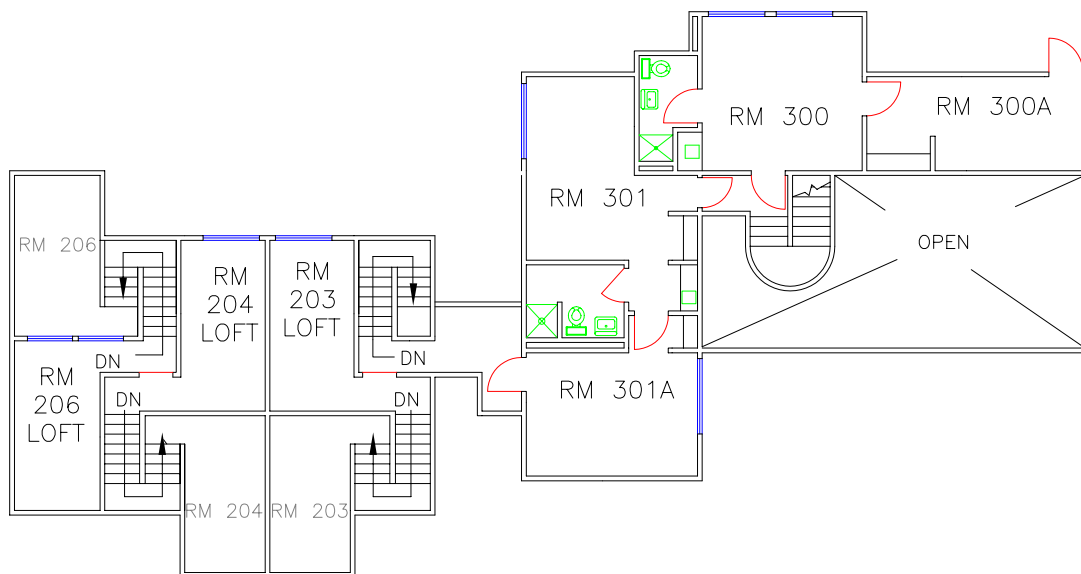 RM 300
RM 300A
RM 301
RM 206
OPEN
RM
204
LOFT
RM
203
LOFT
DN
DN
RM
206
LOFT
DN
DN
RM 301A
RM 204
RM 203